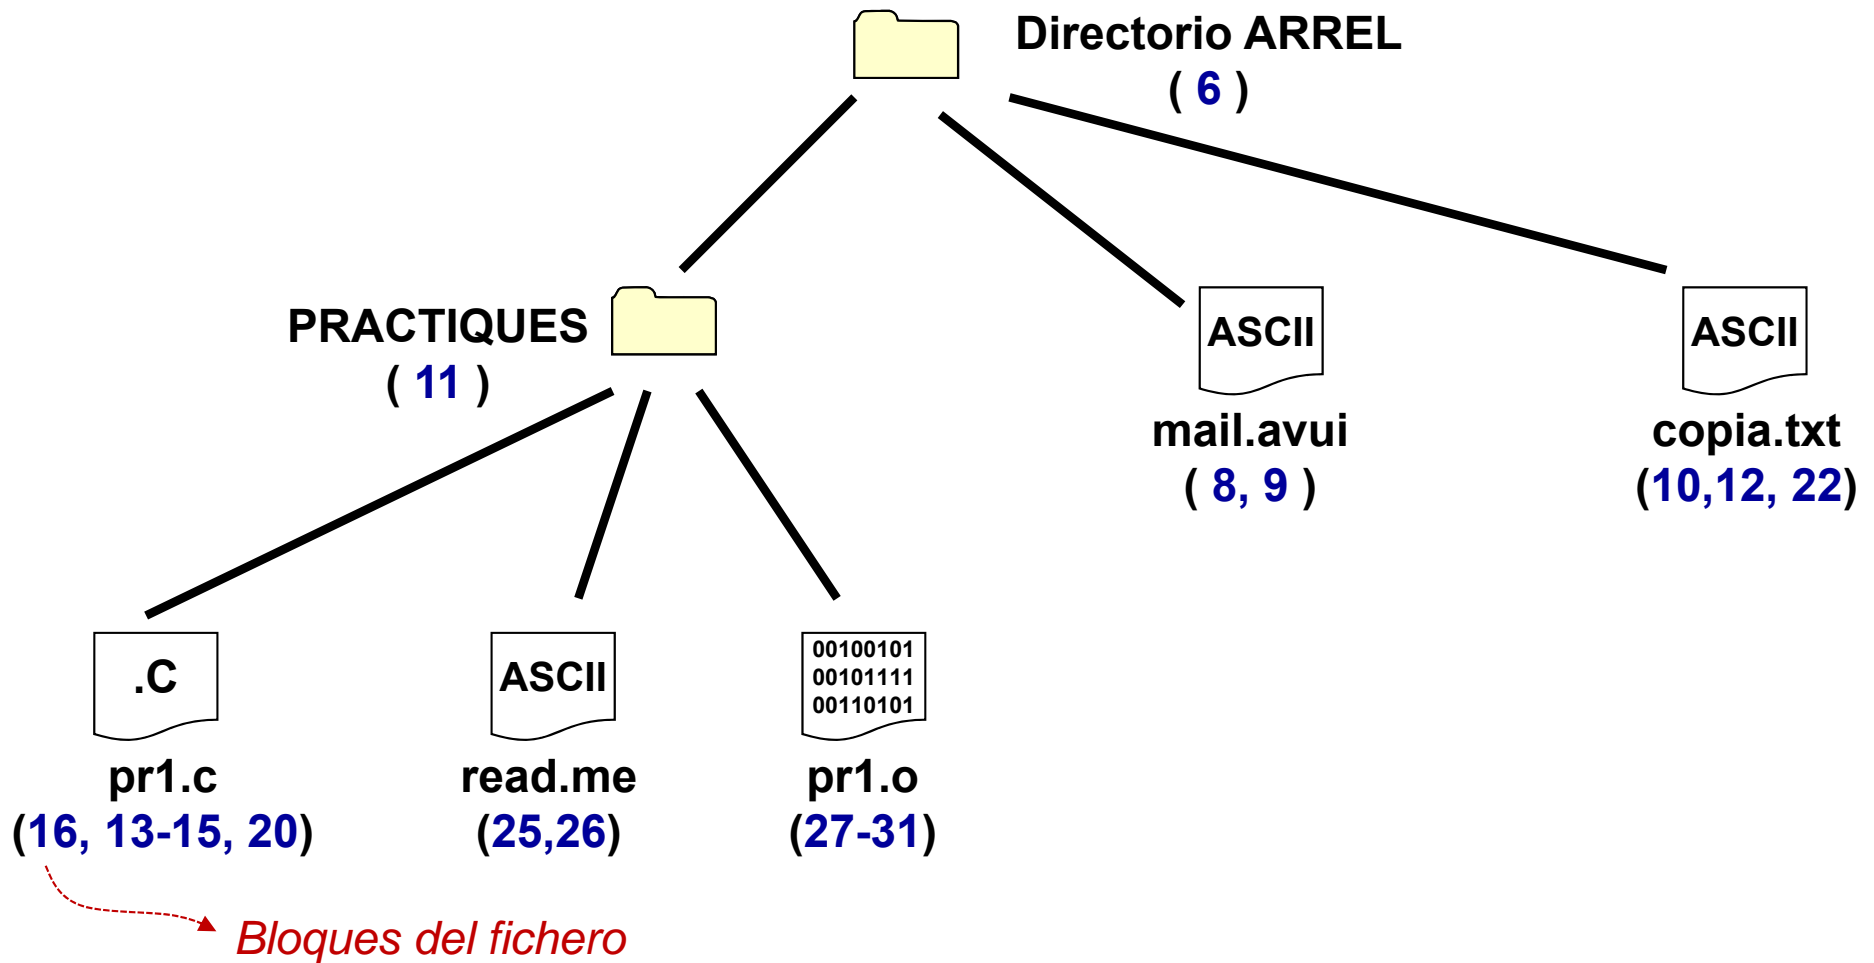 Directorio ARREL
( 6 )
PRACTIQUES
( 11 )
ASCII
mail.avui
( 8, 9 )
ASCII
copia.txt
(10,12, 22)
.C
pr1.c
(16, 13-15, 20)
ASCII
read.me
(25,26)
00100101
00101111
00110101
pr1.o
(27-31)
Bloques del fichero